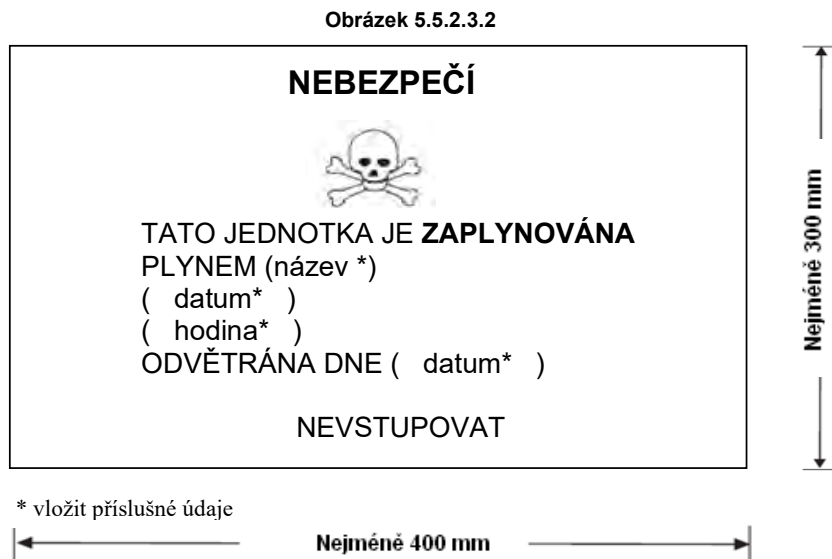 Obrázek 5.5.2.3.2
NEBEZPEČÍ
TATO JEDNOTKA JE ZAPLYNOVÁNA
PLYNEM (název *)
( datum* )
( hodina* )
ODVĚTRÁNA DNE ( datum* )
NEVSTUPOVAT
Nejméně 300 mm
* vložit příslušné údaje
Nejméně 400 mm